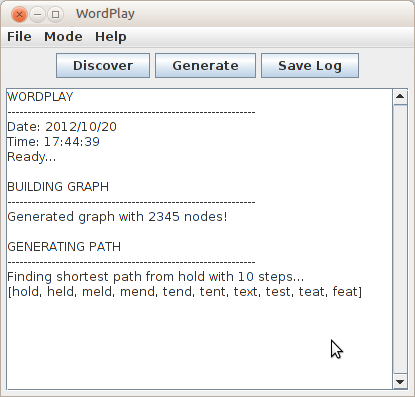 WordPlay
File Mode Help
Discover Generate Save Log
WORDPLAY
--------------------------------------------------------------
Date: 2012/10/20
Time: 17:44:39
Ready...
BUILDING GRAPH
--------------------------------------------------------------
Generated graph with 2345 nodes!
GENERATING PATH
--------------------------------------------------------------
Finding shortest path from hold with 10 steps...
[hold, held, meld, mend, tend, tent, text, test, teat, feat]